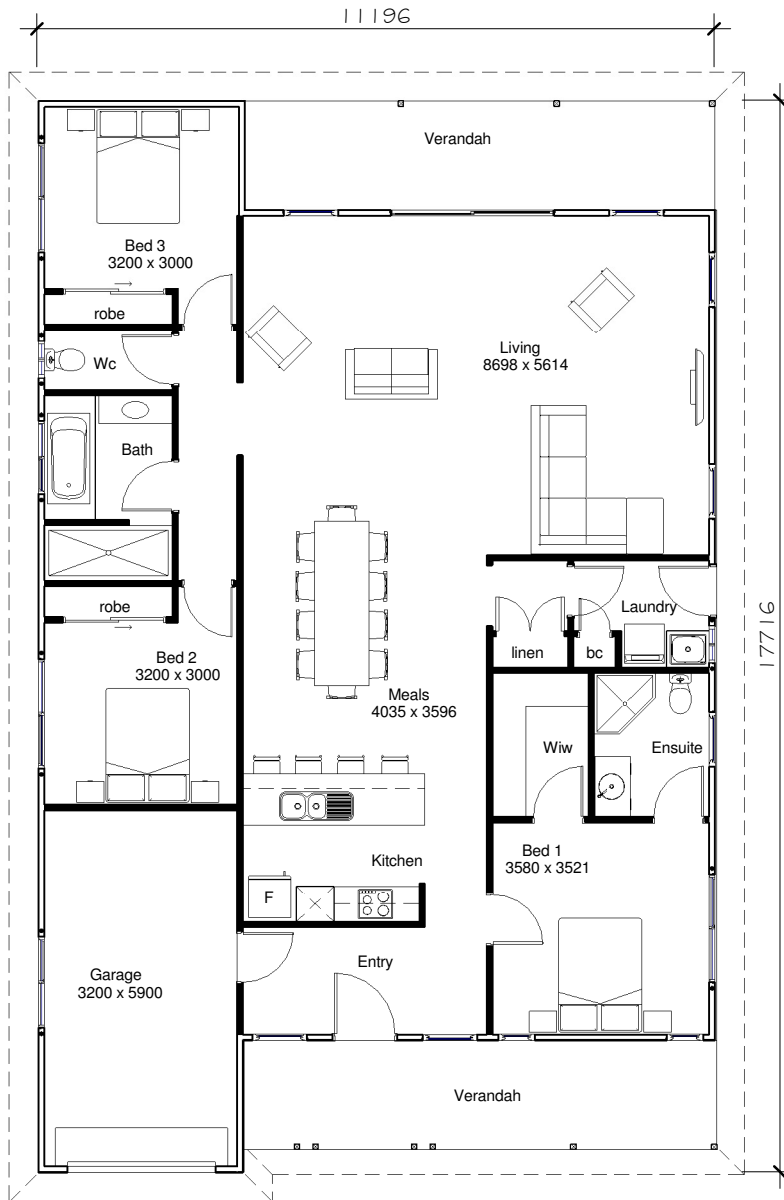 11196
Verandah
Bed 3
3200 x 3000
robe
Wc
Living
8698 x 5614
Bath
robe
Laundry
linen
bc
17716
Bed 2
3200 x 3000
Meals
4035 x 3596
Wiw
Ensuite
Kitchen
Bed 1
3580 x 3521
F
Entry
Garage
3200 x 5900
Verandah